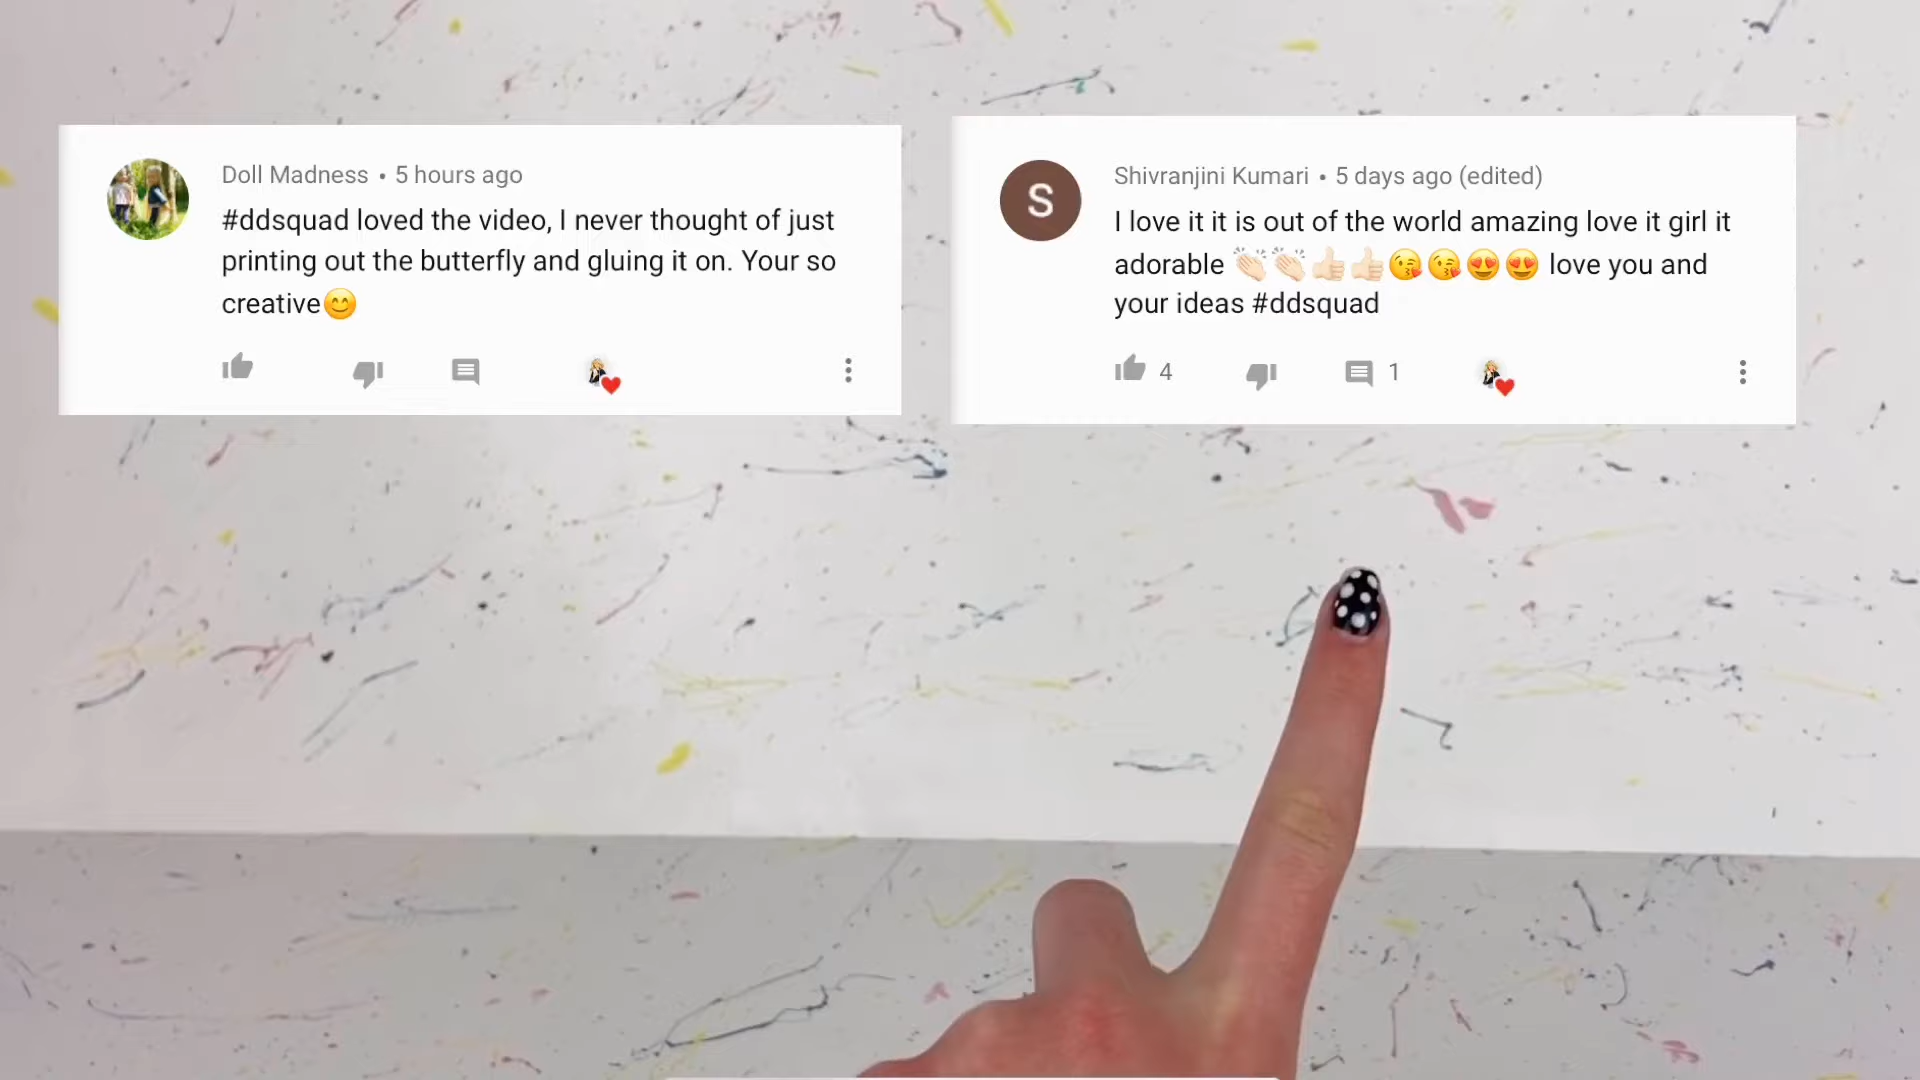 Doll Madness • 5 hours ago
#ddsquad loved the video, I never thought of just
printing out the butterfly and gluing it on. Your so
creative😊
S
Shivranjini Kumari • 5 days ago (edited)
I love it it is out of the world amazing love it girl it
adorable 👏🏻👏🏻👍🏻👍🏻😘😘😍😍 love you and
your ideas #ddsquad
4
1